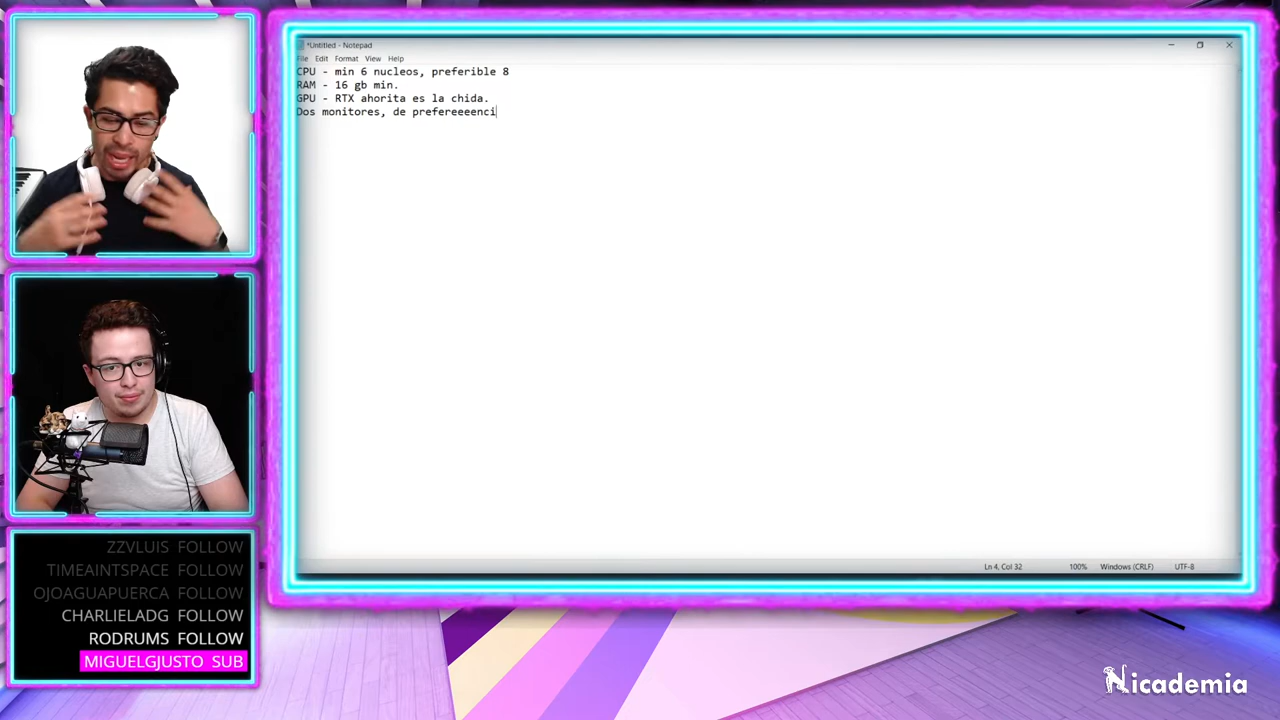 *Untitled - Notepad
File Edit Format View Help
CPU - min 6 nucleos, preferible 8
RAM - 16 gb min.
GPU - RTX ahorita es la chida.
Dos monitores, de prefereeeenci
Ln 4, Col 32 100% Windows (CRLF) UTF-8
ZZVLUIS FOLLOW
TIMEAINTSPACE FOLLOW
OJOAGUAPUERCA FOLLOW
CHARLIELADG FOLLOW
RODRUMS FOLLOW
MIGUELGJUSTO SUB
Nicademia